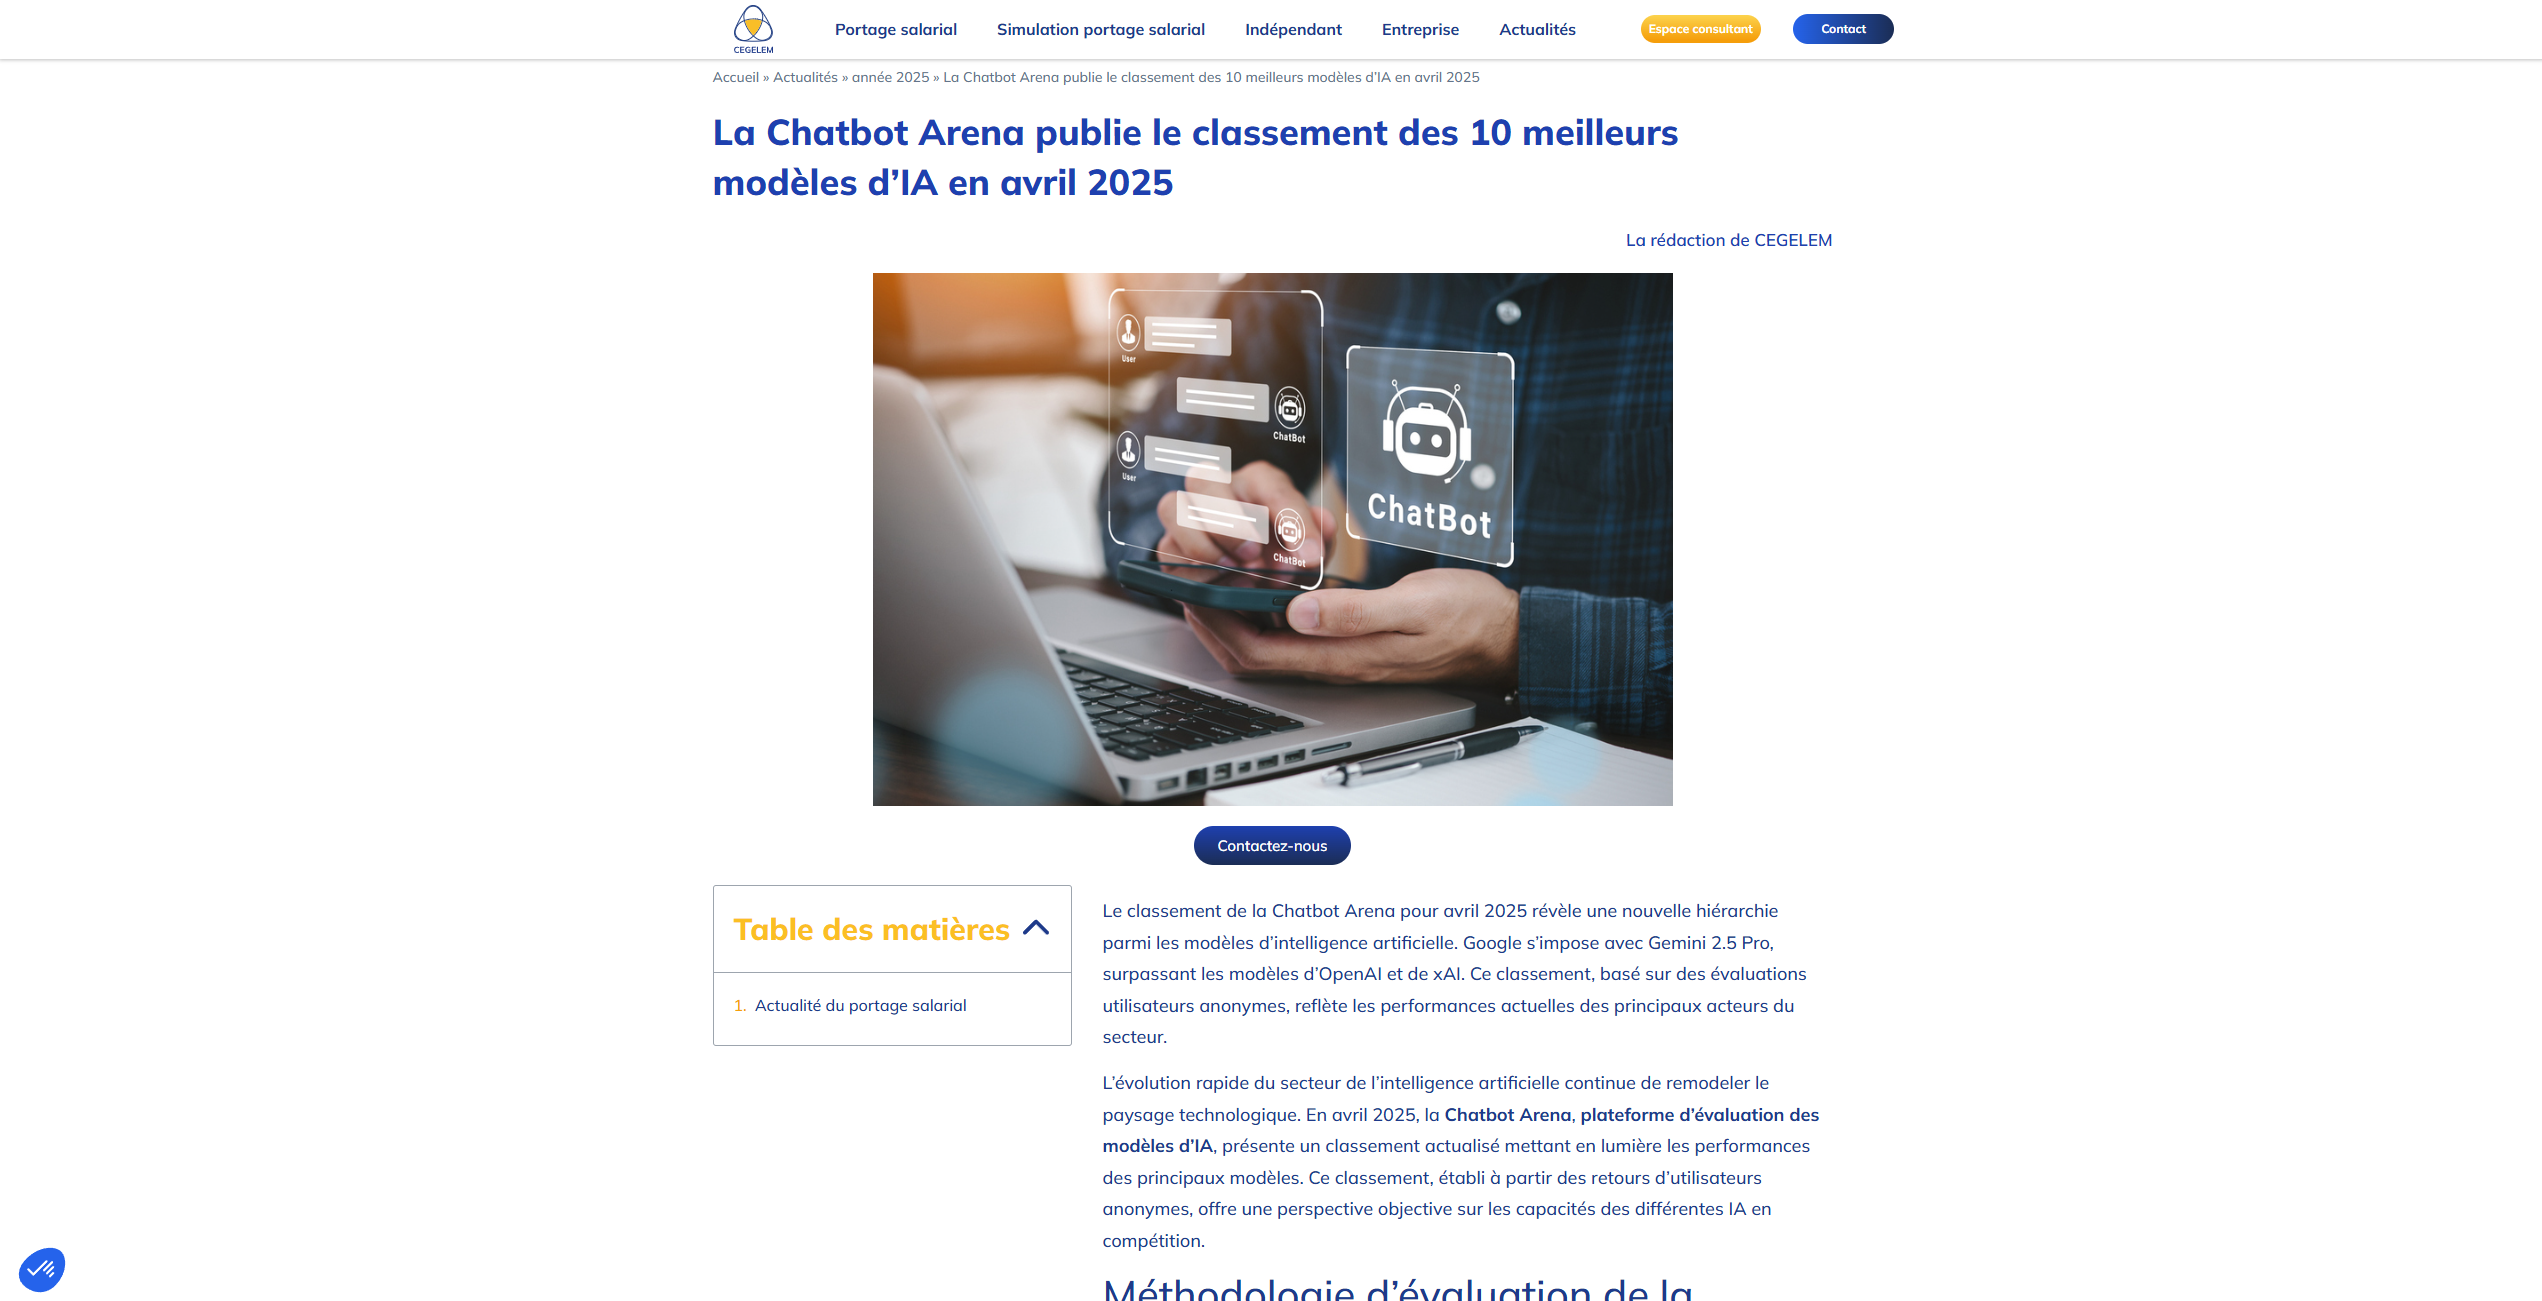 CEGELEM
Portage salarial
Simulation portage salarial
Indépendant
Entreprise
Actualités
Espace consultant
Contact
Accueil » Actualités » année 2025 » La Chatbot Arena publie le classement des 10 meilleurs modèles d’IA en avril 2025
La Chatbot Arena publie le classement des 10 meilleurs
modèles d’IA en avril 2025
La rédaction de CEGELEM
User
ChatBot
User
ChatBot
ChatBot
Contactez-nous
Table des matières
1. Actualité du portage salarial
Le classement de la Chatbot Arena pour avril 2025 révèle une nouvelle hiérarchie
parmi les modèles d’intelligence artificielle. Google s’impose avec Gemini 2.5 Pro,
surpassant les modèles d’OpenAI et de xAI. Ce classement, basé sur des évaluations
utilisateurs anonymes, reflète les performances actuelles des principaux acteurs du
secteur.
L’évolution rapide du secteur de l’intelligence artificielle continue de remodeler le
paysage technologique. En avril 2025, la Chatbot Arena, plateforme d’évaluation des
modèles d’IA, présente un classement actualisé mettant en lumière les performances
des principaux modèles. Ce classement, établi à partir des retours d’utilisateurs
anonymes, offre une perspective objective sur les capacités des différentes IA en
compétition.
Méthodologie d’évaluation de la